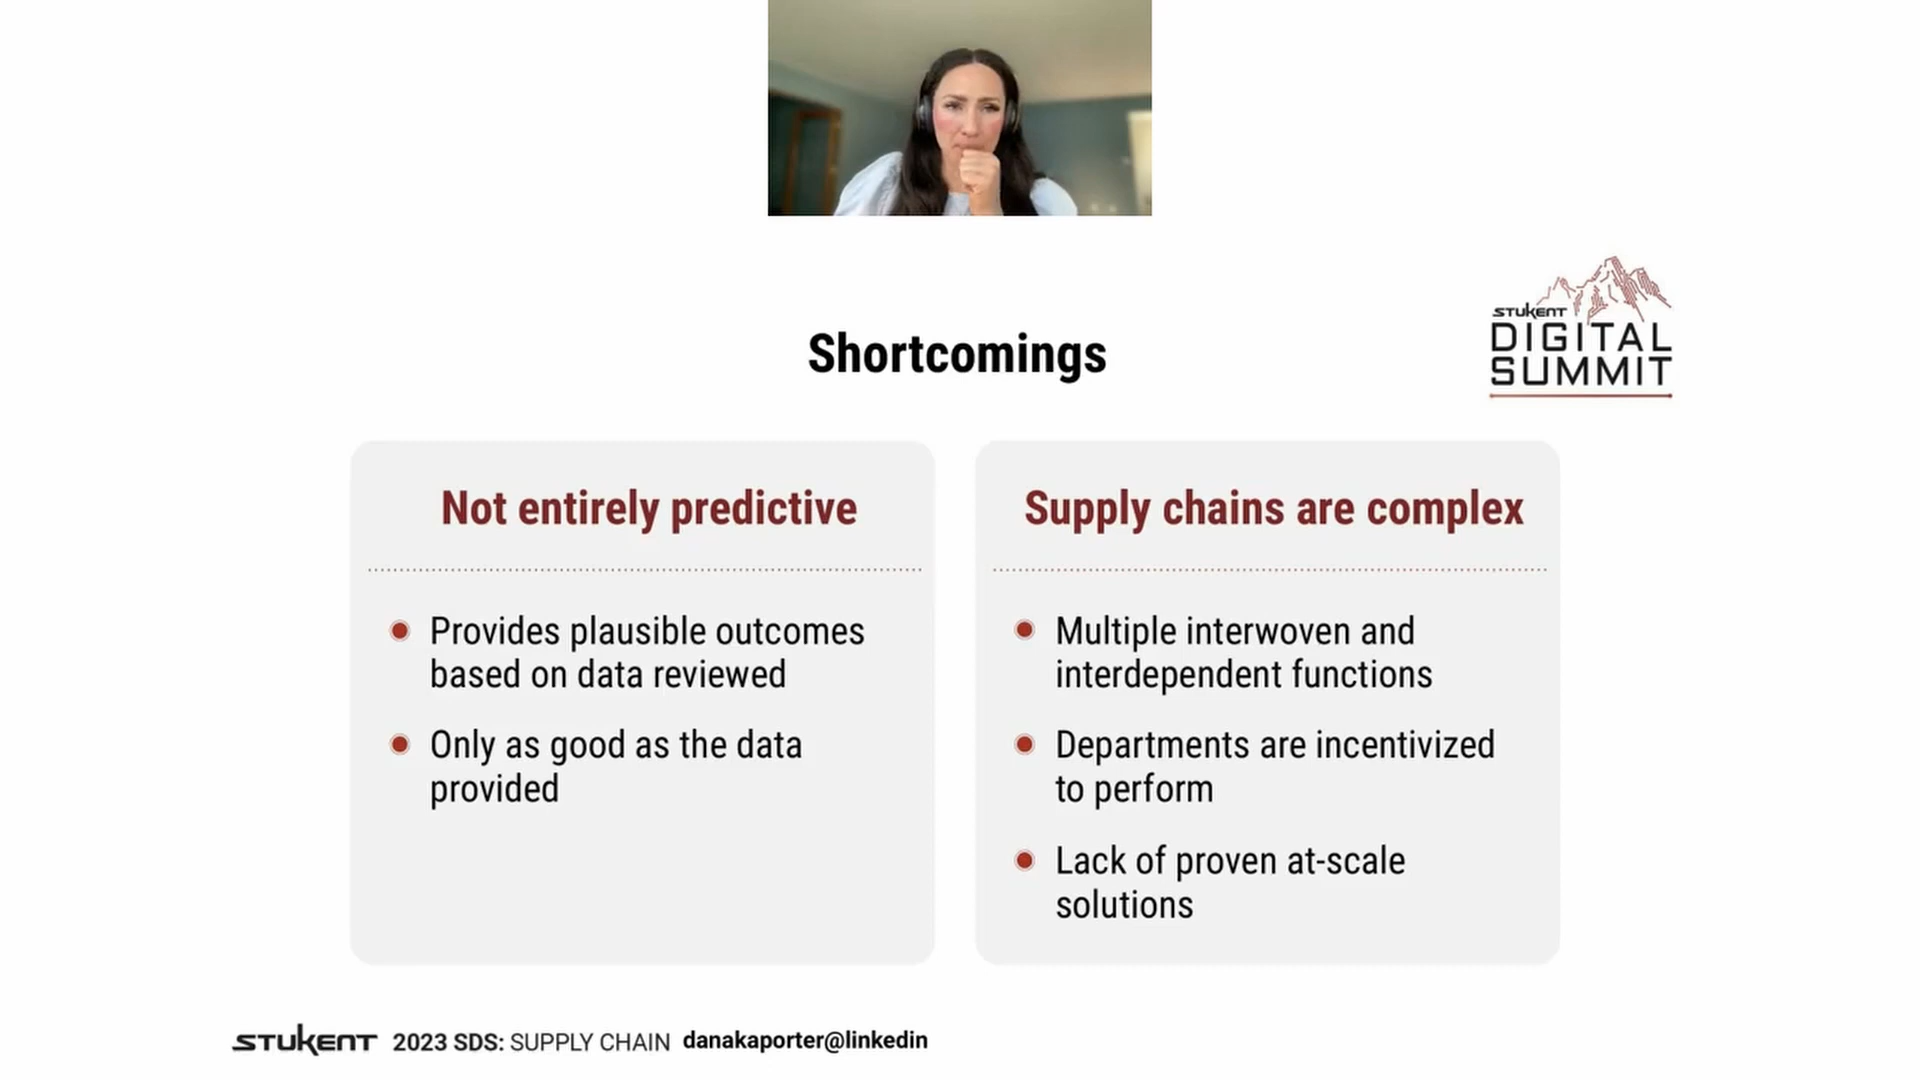 STUKENT
DIGITAL
SUMMIT
Shortcomings
Not entirely predictive
Provides plausible outcomes
based on data reviewed
Only as good as the data
provided
Supply chains are complex
Multiple interwoven and
interdependent functions
Departments are incentivized
to perform
Lack of proven at-scale
solutions
STUKENT 2023 SDS: SUPPLY CHAIN danakaporter@linkedin